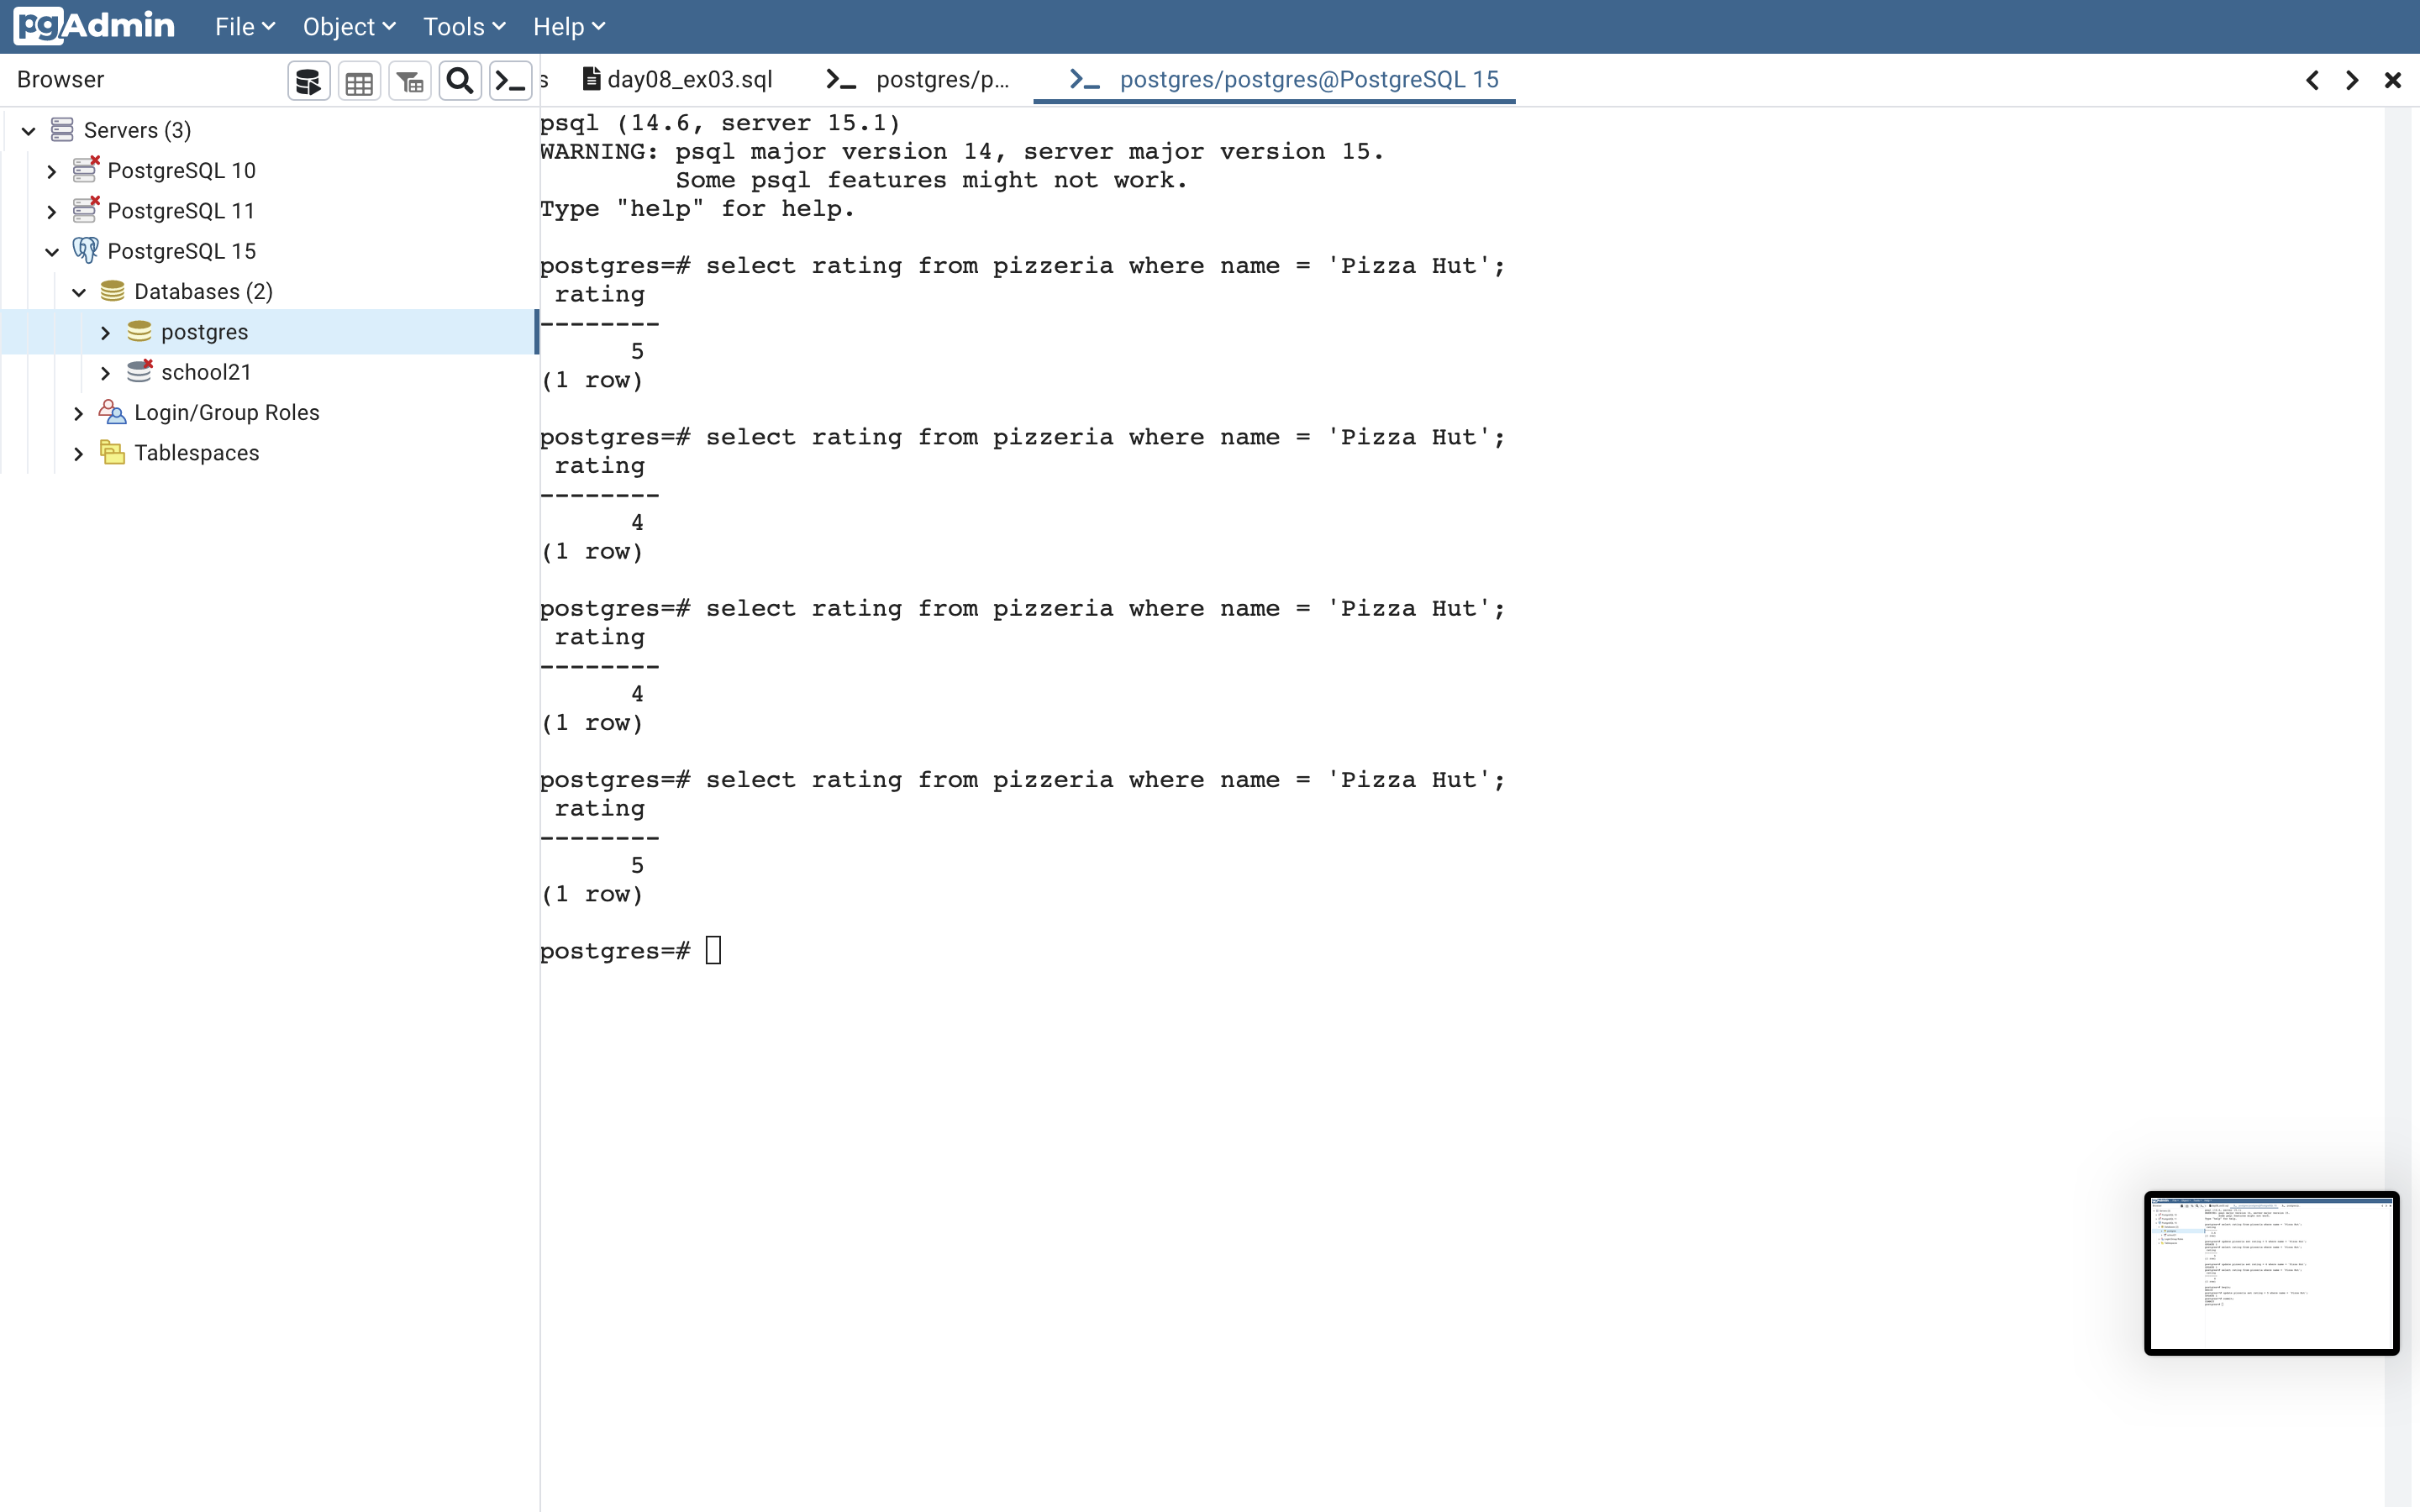 pgAdmin File Object Tools Help
Browser
s day08_ex03.sql postgres/p... postgres/postgres@PostgreSQL 15
Servers (3)
PostgreSQL 10
PostgreSQL 11
PostgreSQL 15
Databases (2)
postgres
school21
Login/Group Roles
Tablespaces
psql (14.6, server 15.1)
WARNING: psql major version 14, server major version 15.
Some psql features might not work.
Type "help" for help.
postgres=# select rating from pizzeria where name = 'Pizza Hut';
rating
--------
5
(1 row)
postgres=# select rating from pizzeria where name = 'Pizza Hut';
rating
--------
4
(1 row)
postgres=# select rating from pizzeria where name = 'Pizza Hut';
rating
--------
4
(1 row)
postgres=# select rating from pizzeria where name = 'Pizza Hut';
rating
--------
5
(1 row)
postgres=#